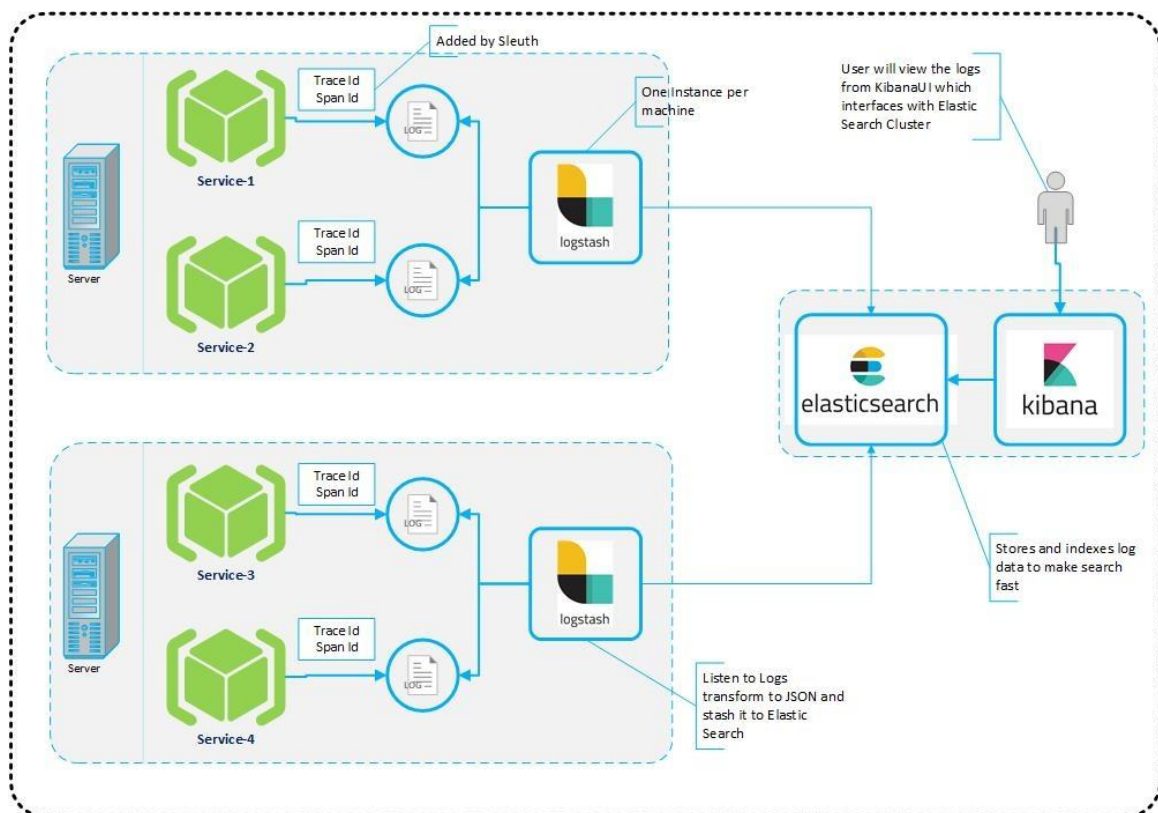 Added by Sleuth
Trace Id
Span Id
LOG
Service-1
Server
Trace Id
Span Id
LOG
Service-2
One Instance per
machine
logstash
User will view the logs
from KibanaUI which
interfaces with Elastic
Search Cluster
elasticsearch
kibana
Trace Id
Span Id
LOG
Service-3
Server
Trace Id
Span Id
LOG
Service-4
logstash
Listen to Logs
transform to JSON and
stash it to Elastic
Search
Stores and indexes log
data to make search
fast